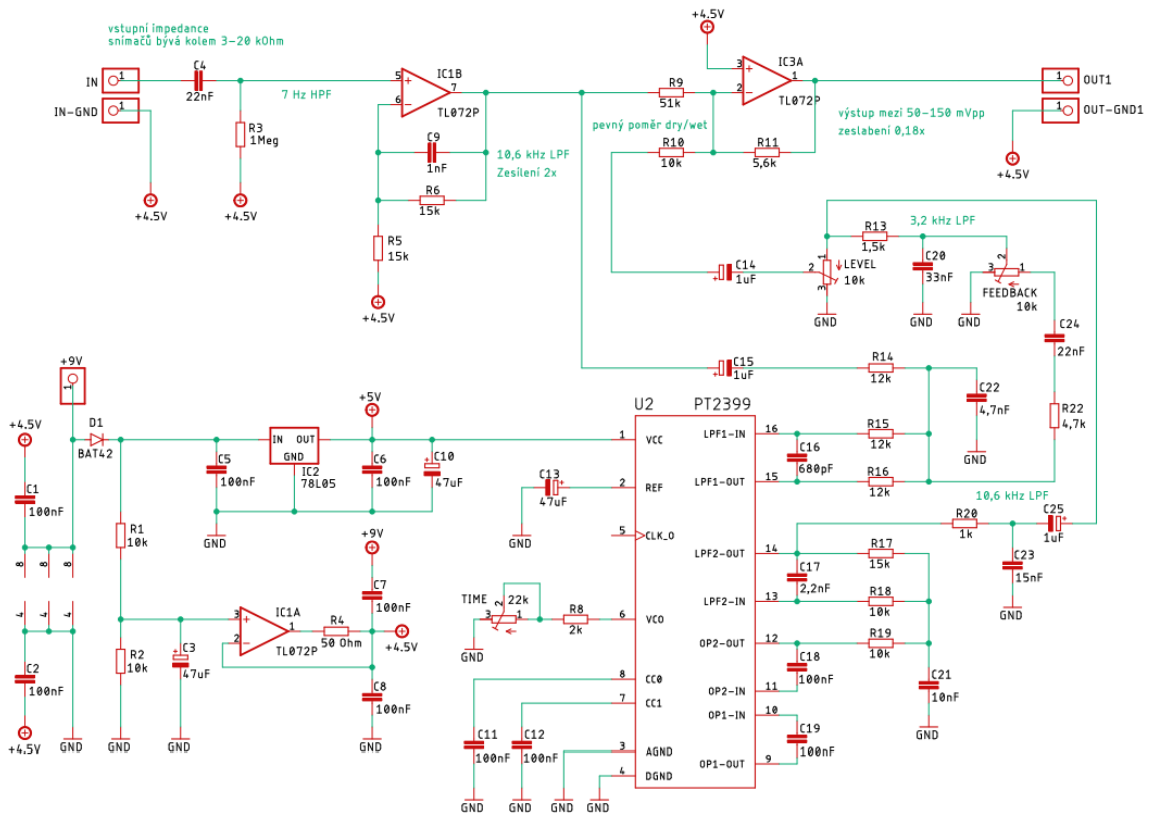 vstupní impedance
snímačů bývá kolem 3-20 kOhm
IN
1
IN-GND
1
C4
22nF
7 Hz HPF
R3
1Meg
+4.5V
+4.5V
5
6
7
IC1B
TL072P
C9
1nF
10,6 kHz LPF
Zesílení 2x
R6
15k
R5
15k
+4.5V
+4.5V
3
2
1
IC3A
TL072P
R9
51k
pevný poměr dry/wet
R10
10k
R11
5,6k
výstup mezi 50-150 mVpp
zeslabení 0,18x
1
OUT1
1
OUT-GND1
+4.5V
R13
1,5k
3,2 kHz LPF
C14
1uF
1
2
3
LEVEL
10k
GND
C20
33nF
GND
3
2
1
FEEDBACK
10k
GND
C24
22nF
C15
1uF
R14
12k
C22
4,7nF
GND
R22
4,7k
+9V
1
+4.5V
D1
BAT42
C1
100nF
8
8
8
4
4
4
C2
100nF
+4.5V
GND
R1
10k
R2
10k
GND
C5
100nF
GND
IN
OUT
GND
IC2
78L05
+5V
C6
100nF
C10
47uF
C3
47uF
GND
3
2
1
IC1A
TL072P
R4
50 Ohm
+9V
C7
100nF
+4.5V
C8
100nF
GND
U2
PT2399
1
VCC
2
REF
5
CLK_O
6
VCO
8
CC0
7
CC1
3
AGND
4
DGND
16
LPF1-IN
15
LPF1-OUT
14
LPF2-OUT
13
LPF2-IN
12
OP2-OUT
11
OP2-IN
10
OP1-IN
9
OP1-OUT
C13
47uF
GND
TIME
22k
3
2
1
R8
2k
GND
C11
100nF
GND
C12
100nF
GND
GND
GND
C16
680pF
R15
12k
R16
12k
10,6 kHz LPF
R20
1k
C25
1uF
C23
15nF
GND
R17
15k
C17
2,2nF
R18
10k
R19
10k
C18
100nF
C21
10nF
GND
C19
100nF